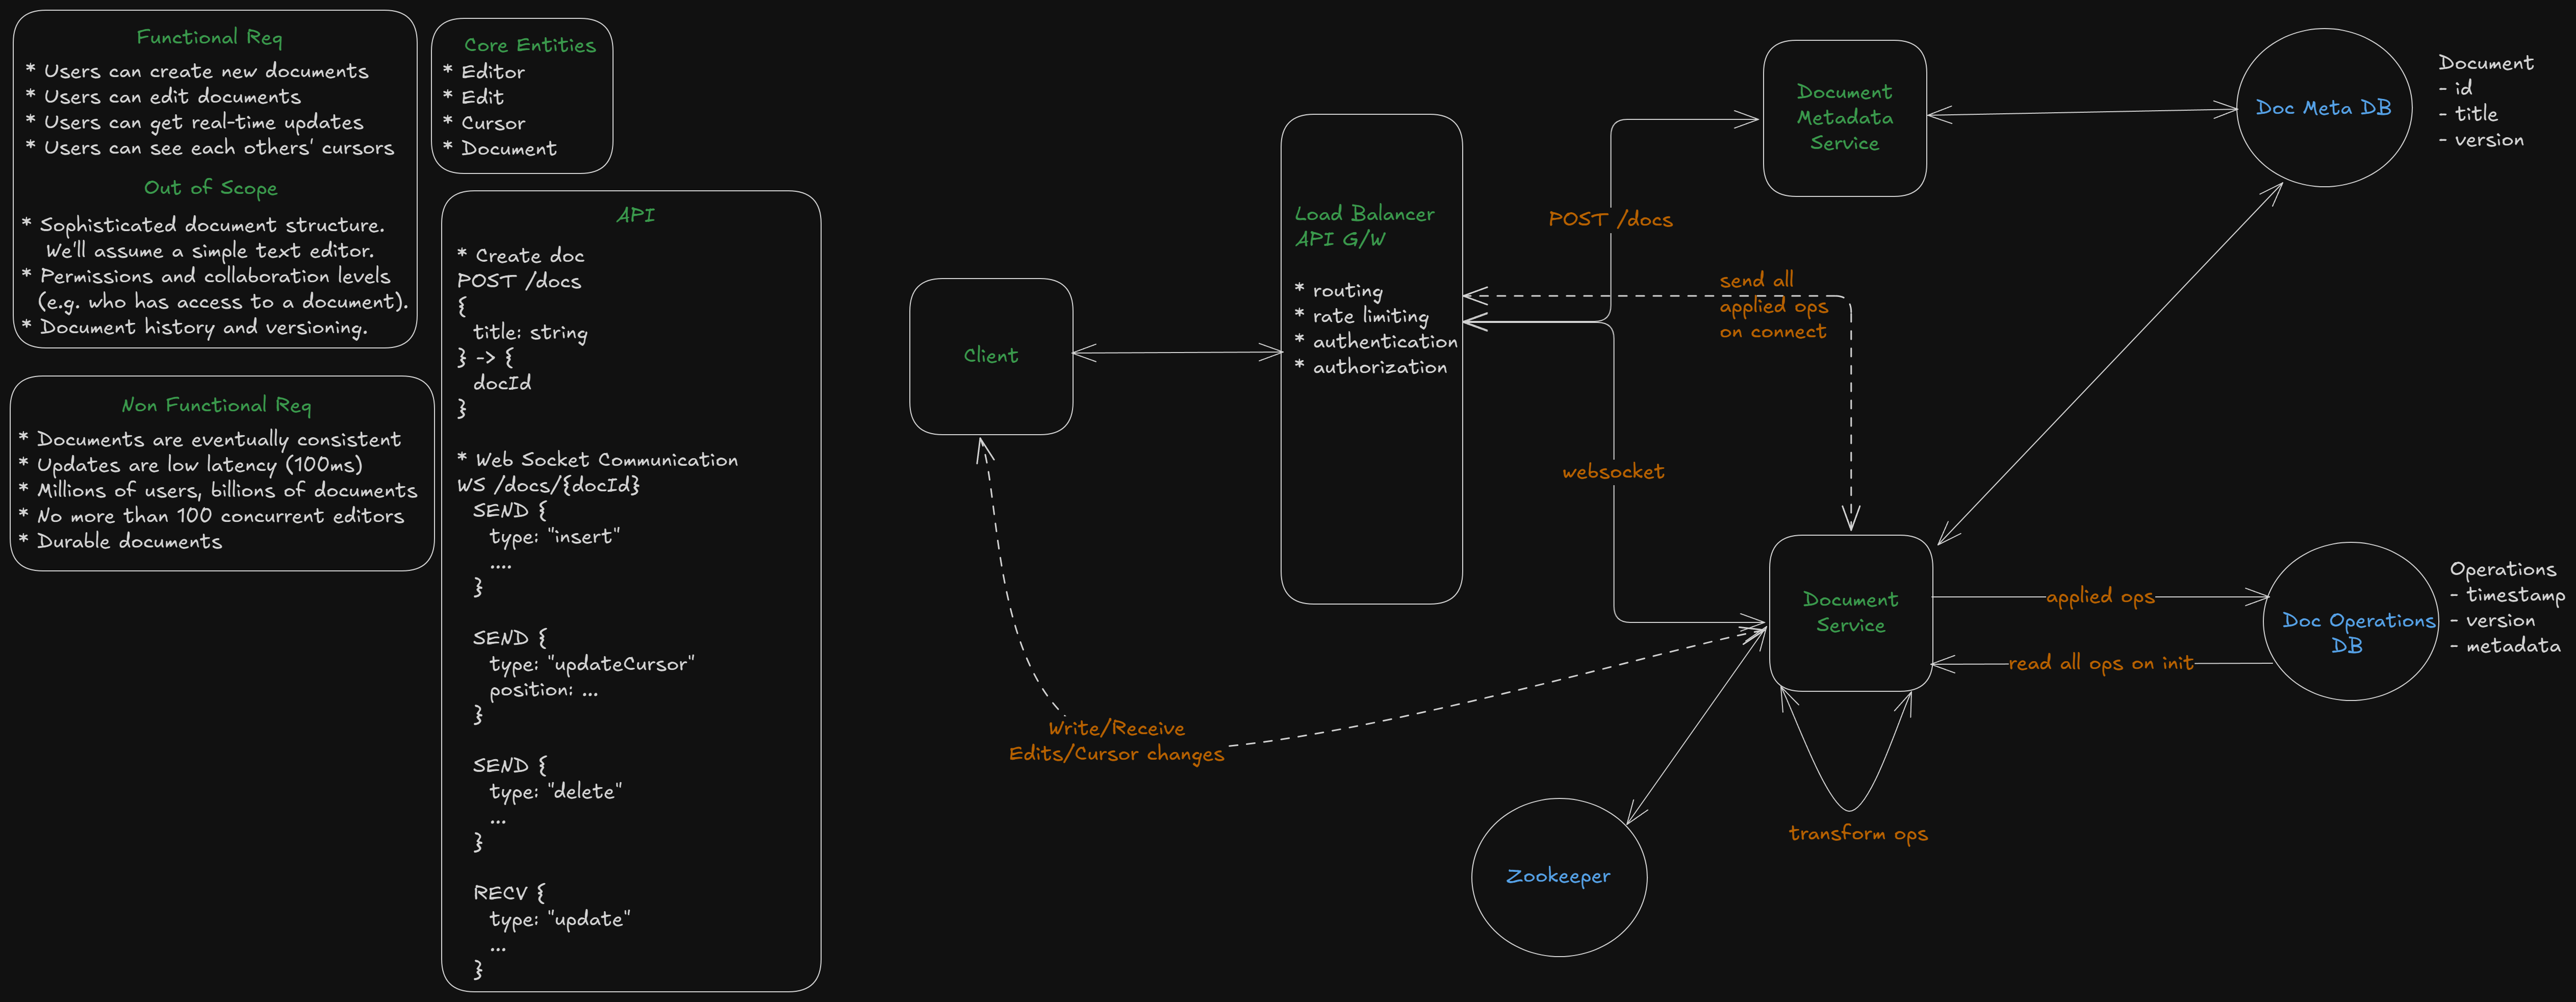 Functional Req
* Users can create new documents
* Users can edit documents
* Users can get real-time updates
* Users can see each others' cursors
Out of Scope
* Sophisticated document structure.
We'll assume a simple text editor.
* Permissions and collaboration levels
(e.g. who has access to a document).
* Document history and versioning.
Non Functional Req
* Documents are eventually consistent
* Updates are low latency (100ms)
* Millions of users, billions of documents
* No more than 100 concurrent editors
* Durable documents
Core Entities
* Editor
* Edit
* Cursor
* Document
API
* Create doc
POST /docs
{
title: string
} -> {
docId
}
* Web Socket Communication
WS /docs/{docId}
SEND {
type: "insert"
....
}
SEND {
type: "updateCursor"
position: ...
}
SEND {
type: "delete"
...
}
RECV {
type: "update"
...
}
Client
Load Balancer
API G/W
* routing
* rate limiting
* authentication
* authorization
POST /docs
send all
applied ops
on connect
websocket
Write/Receive
Edits/Cursor changes
Document
Metadata
Service
Doc Meta DB
Document
- id
- title
- version
Document
Service
applied ops
read all ops on init
transform ops
Zookeeper
Doc Operations
DB
Operations
- timestamp
- version
- metadata